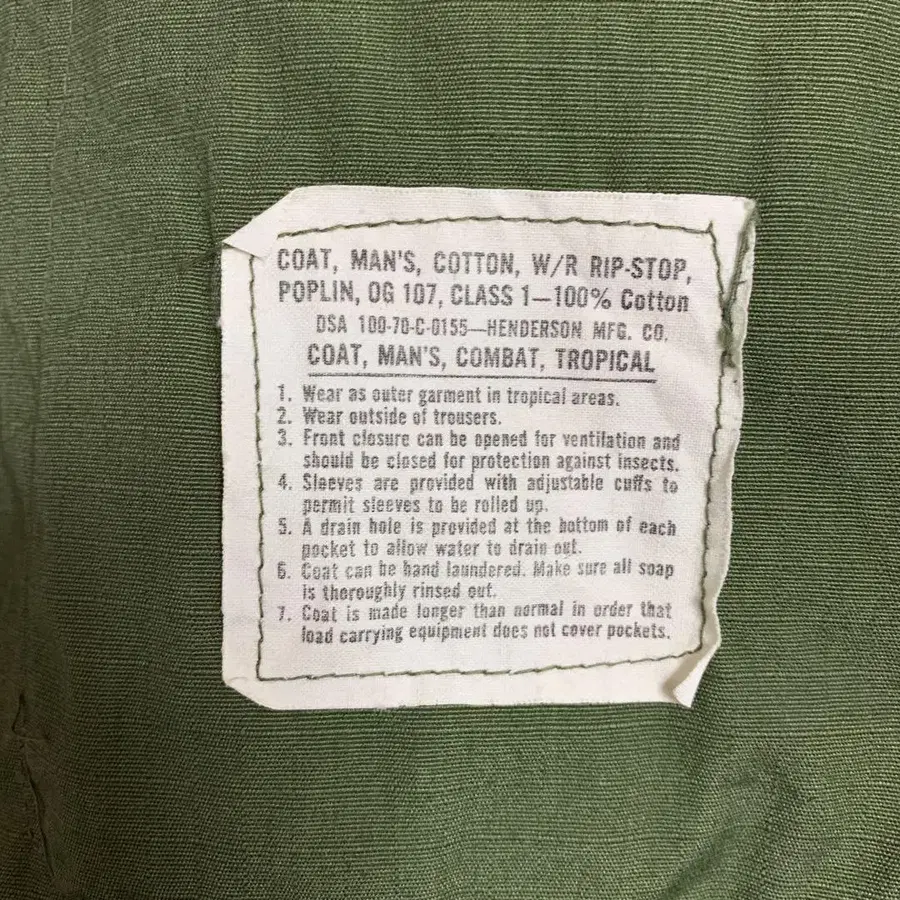 COAT, MAN'S, COTTON, W/R RIP-STOP,
POPLIN, OG 107, CLASS 1—100% Cotton
DSA 100-70-C-0155—HENDERSON MFG. CO.
COAT, MAN'S, COMBAT, TROPICAL
1. Wear as outer garment in tropical areas.
2. Wear outside of trousers.
3. Front closure can be opened for ventilation and
should be closed for protection against insects.
4. Sleeves are provided with adjustable cuffs to
permit sleeves to be rolled up.
5. A drain hole is provided at the bottom of each
pocket to allow water to drain out.
6. Coat can be hand laundered. Make sure all soap
is thoroughly rinsed out.
7. Coat is made longer than normal in order that
load carrying equipment does not cover pockets.